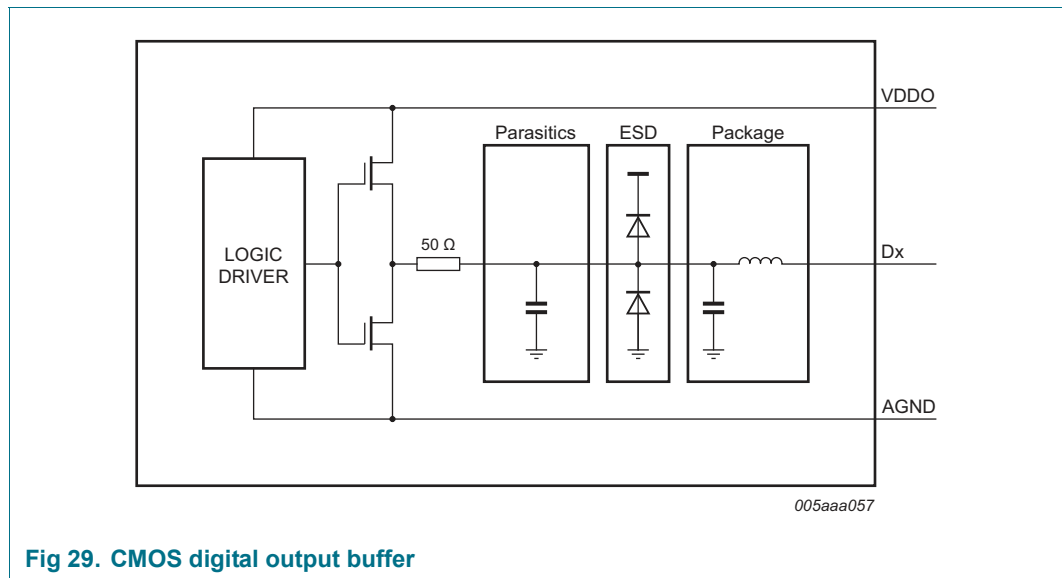 VDDO
Parasitics
ESD
Package
LOGIC
DRIVER
50 Ω
Dx
AGND
005aaa057
Fig 29. CMOS digital output buffer